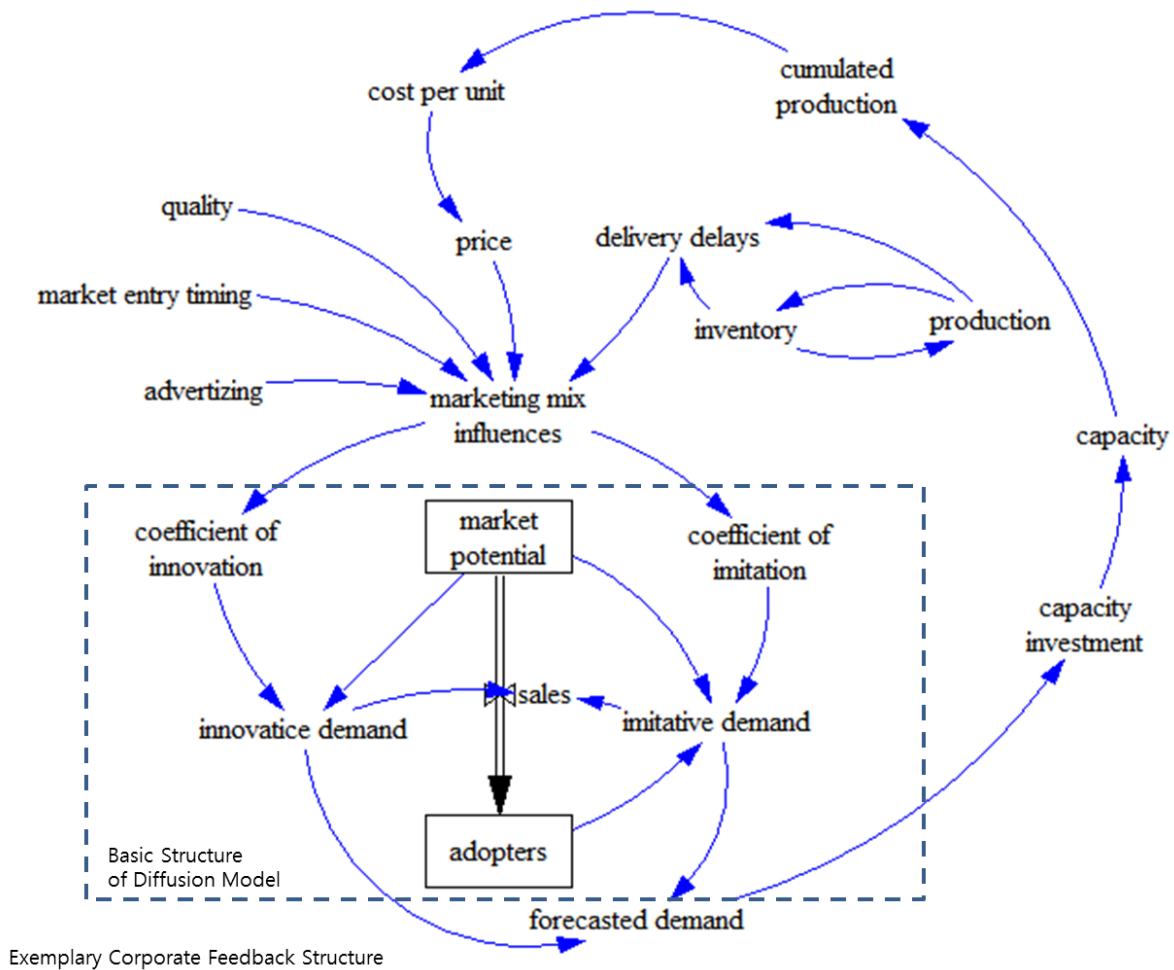 cumulated
production
cost per unit
quality
price
delivery delays
market entry timing
inventory
production
advertizing
marketing mix
influences
capacity
coefficient of
innovation
market
potential
coefficient of
imitation
capacity
investment
sales
innovatice demand
imitative demand
adopters
Basic Structure
of Diffusion Model
forecasted demand
Exemplary Corporate Feedback Structure